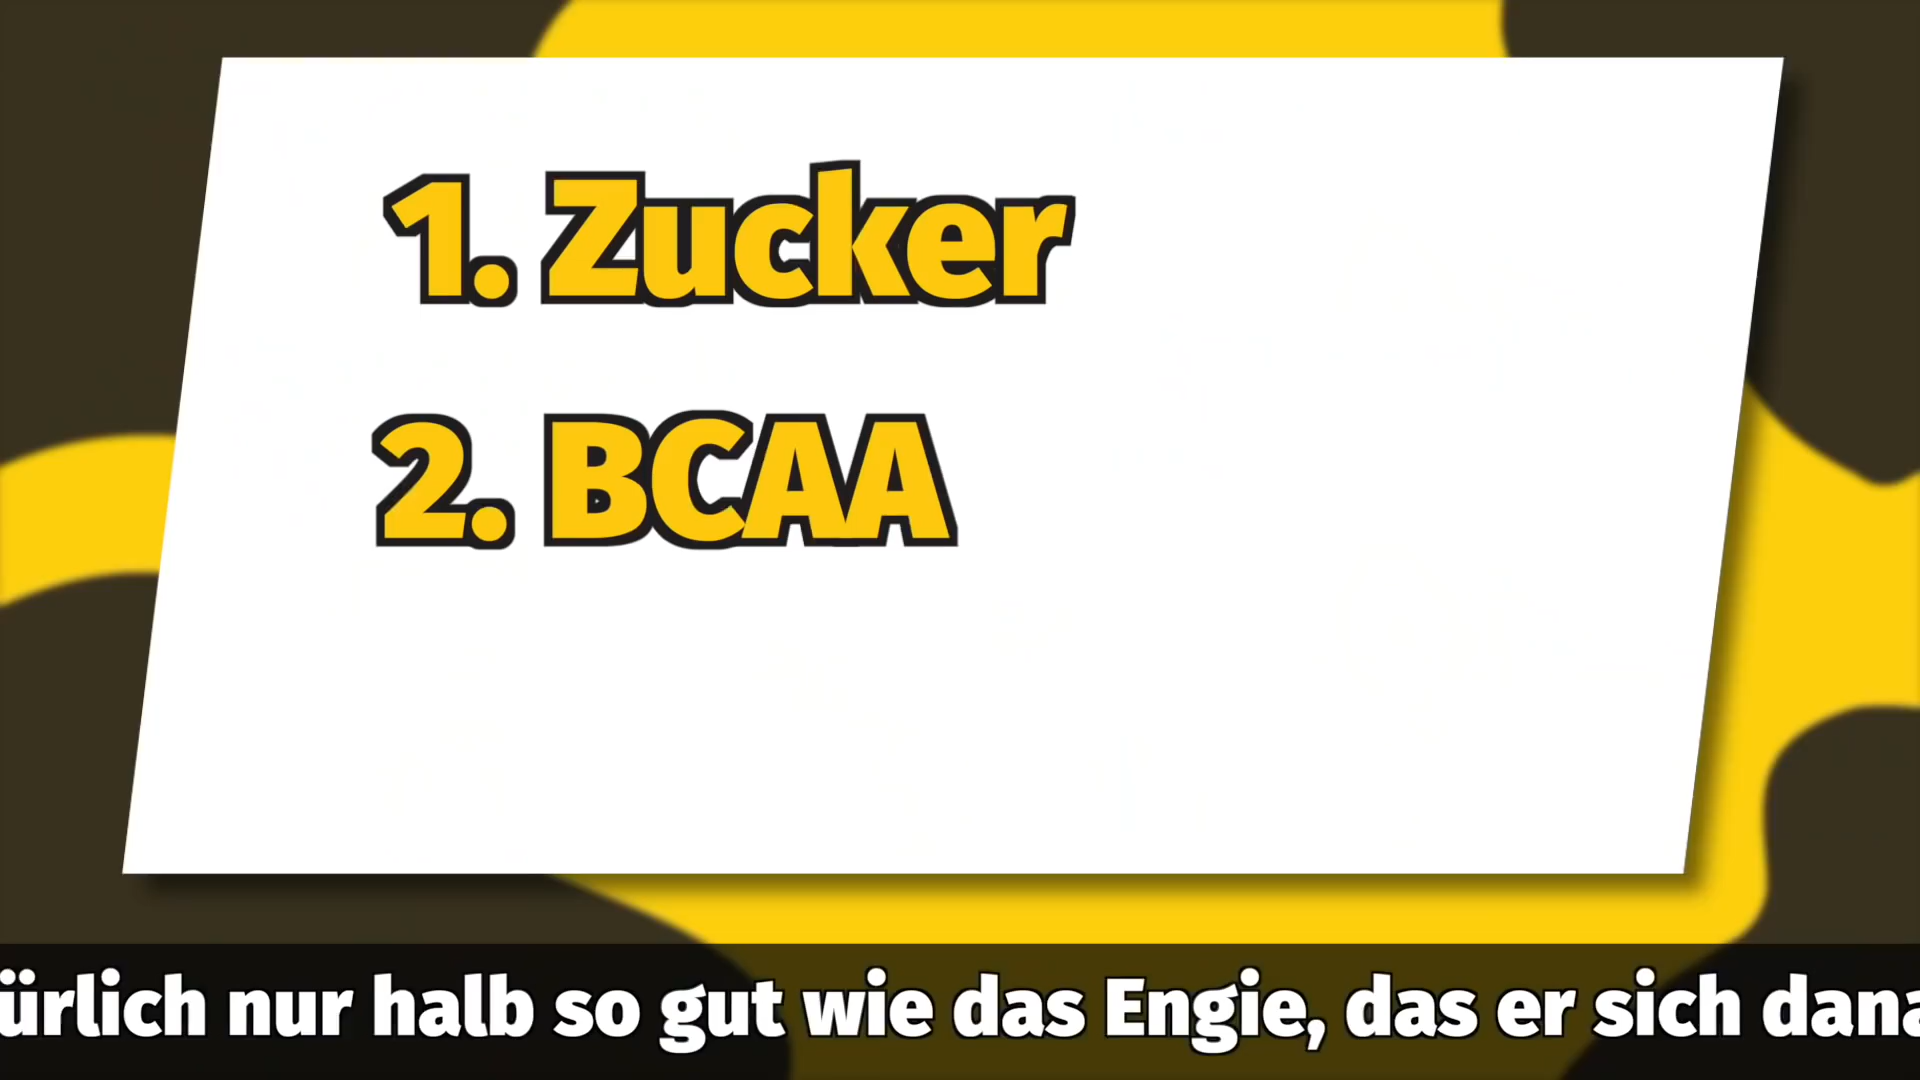 1. Zucker
2. BCAA
ürlich nur halb so gut wie das Engie, das er sich dana